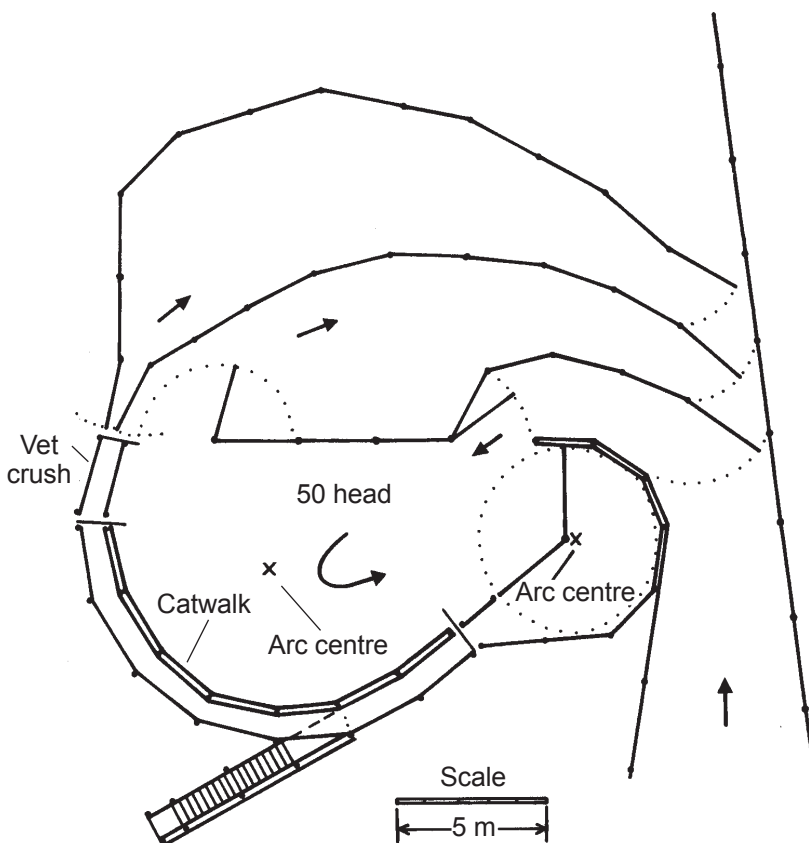 Vet
crush
50 head
Catwalk
Arc centre
Arc centre
Scale
5 m